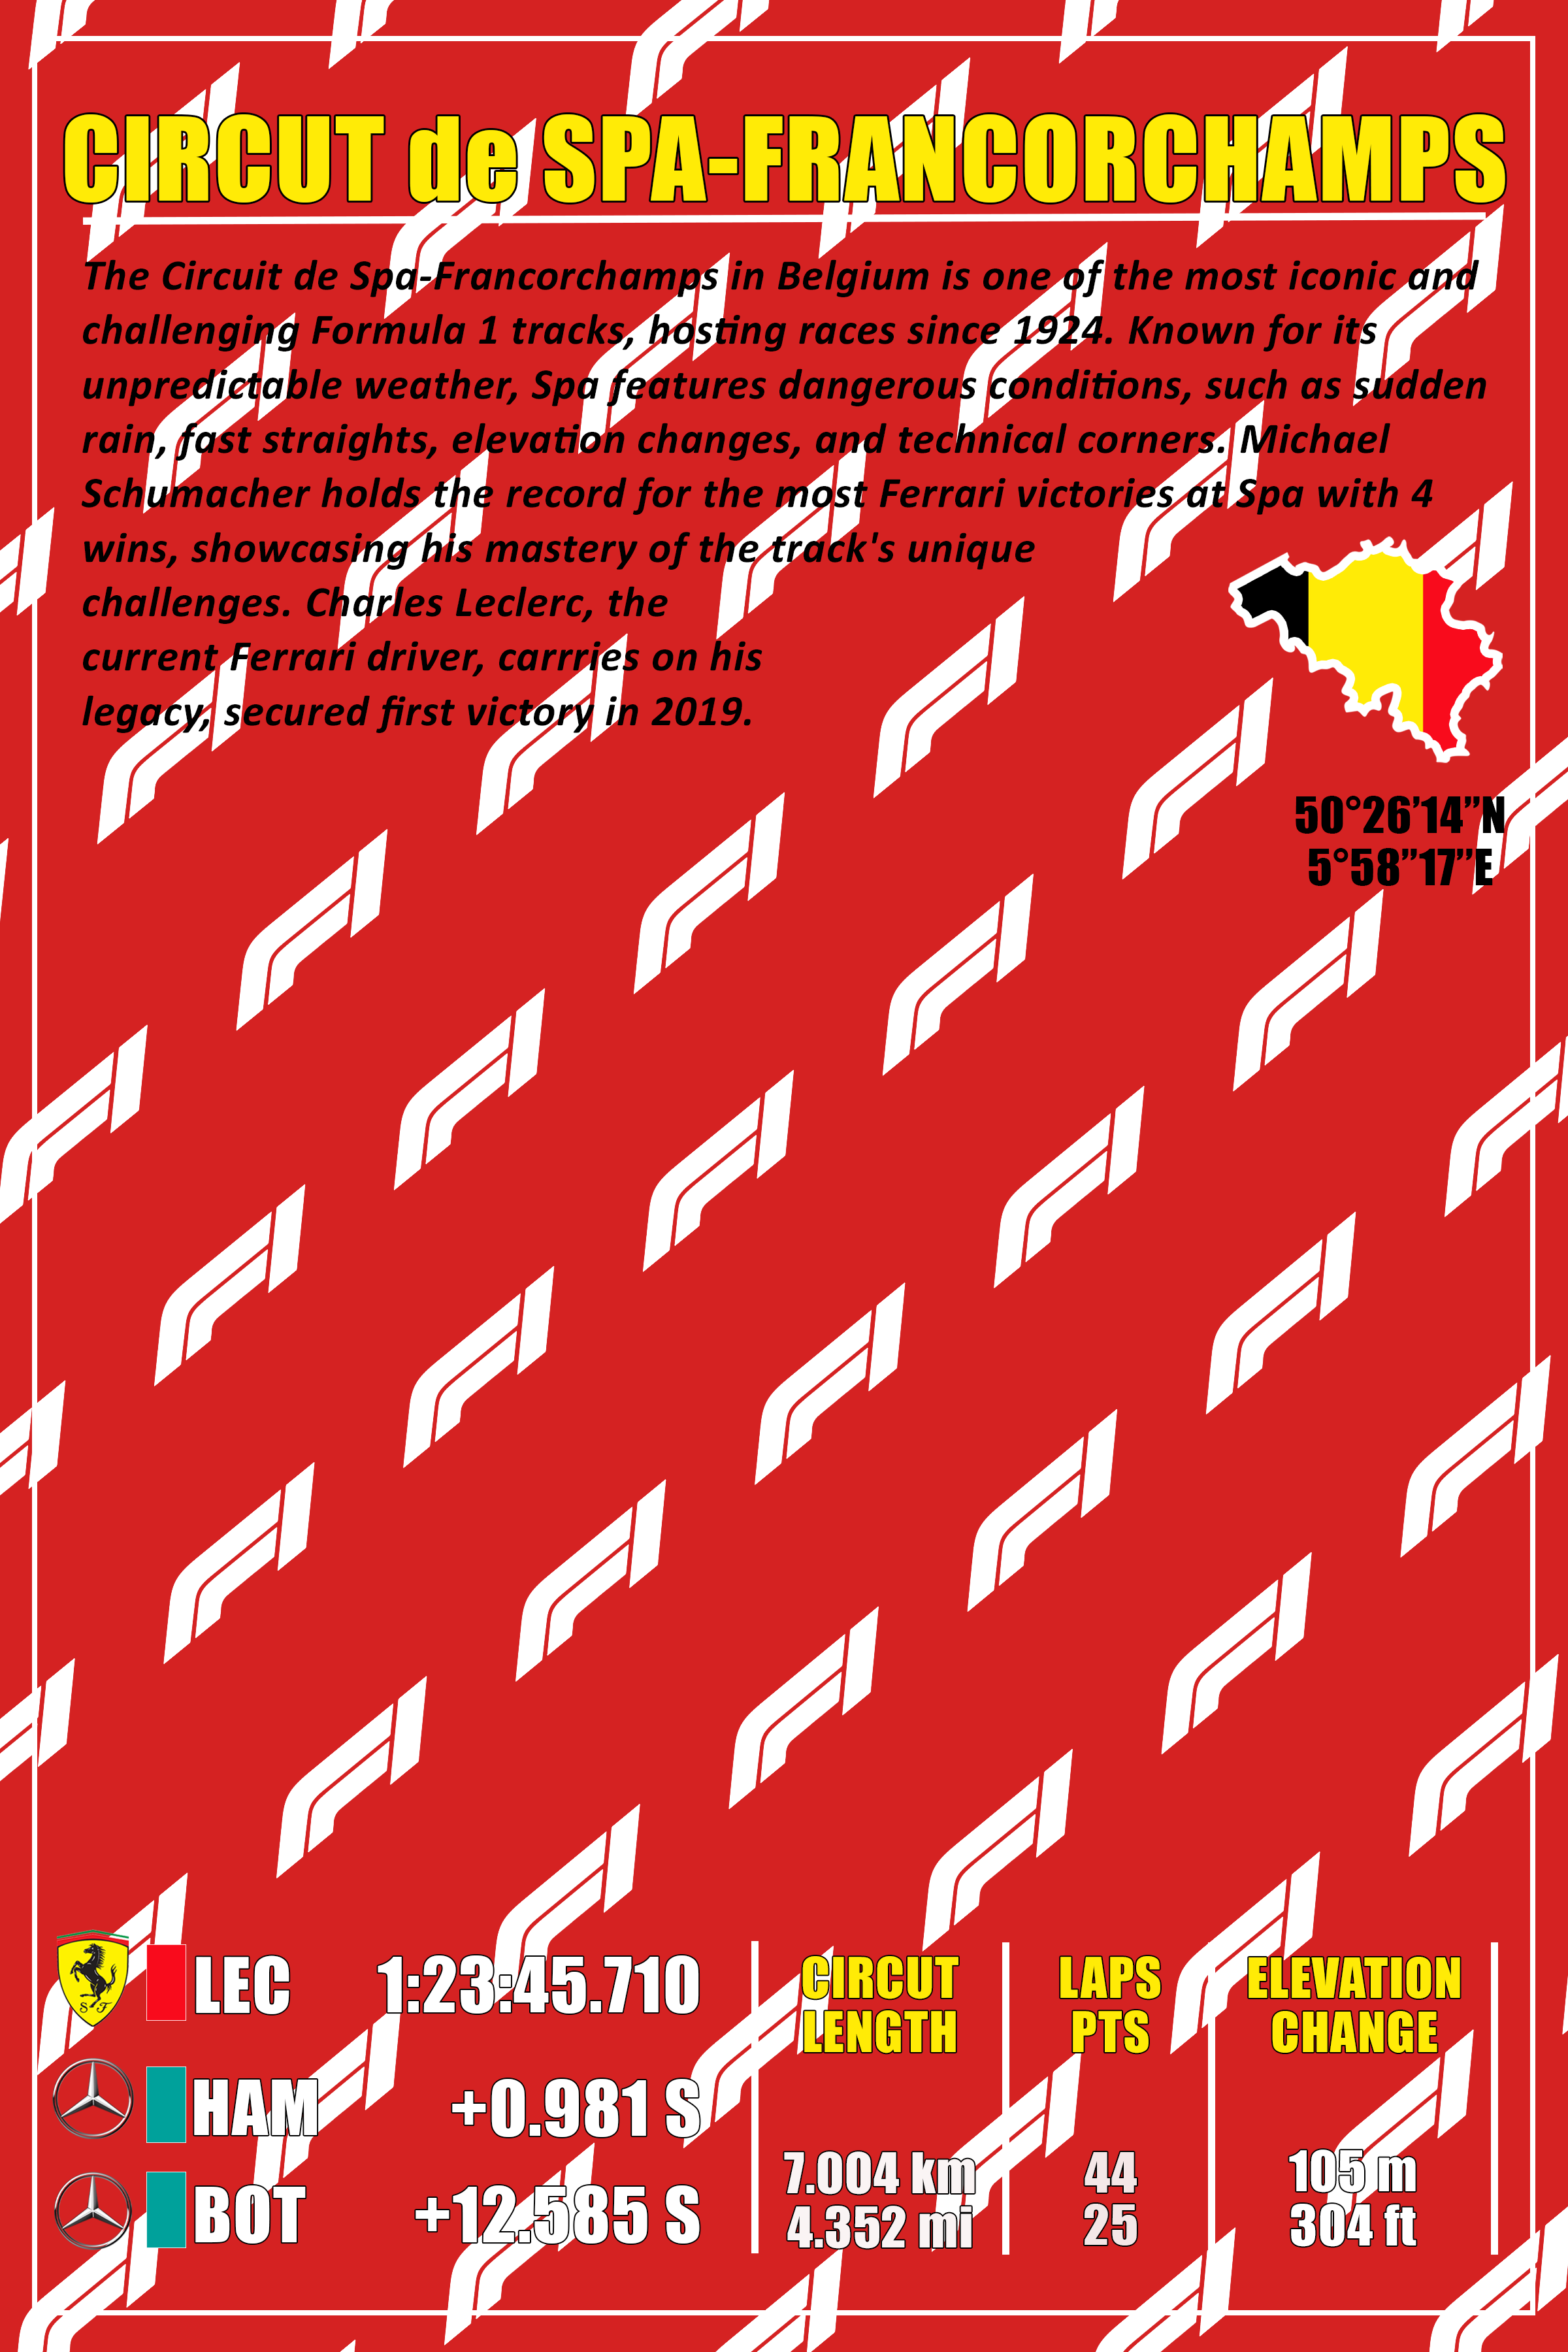 CIRCUT de SPA-FRANCORCHAMPS
The Circuit de Spa-Francorchamps in Belgium is one of the most iconic and
challenging Formula 1 tracks, hosting races since 1924. Known for its
unpredictable weather, Spa features dangerous conditions, such as sudden
rain, fast straights, elevation changes, and technical corners. Michael
Schumacher holds the record for the most Ferrari victories at Spa with 4
wins, showcasing his mastery of the track's unique
challenges. Charles Leclerc, the
current Ferrari driver, carrries on his
legacy, secured first victory in 2019.
50°26’14”N
5°58”17”E
S F
LEC 1:23:45.710
HAM +0.981 S
BOT +12.585 S
CIRCUT
LENGTH
7.004 km
4.352 mi
LAPS
PTS
44
25
ELEVATION
CHANGE
105 m
304 ft